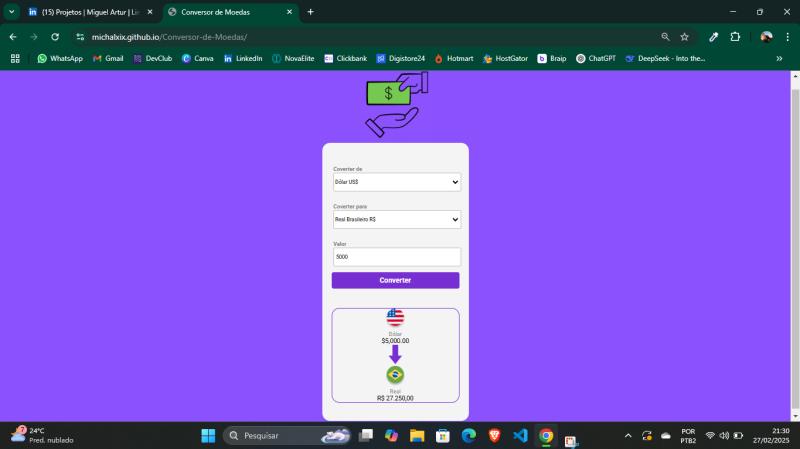 (15) Projetos | Miguel Artur | Lin
Conversor de Moedas
michalxix.github.io/Conversor-de-Moedas/
WhatsApp
Gmail
DevClub
Canva
LinkedIn
NovaElite
Clickbank
Digistore24
Hotmart
HostGator
Braip
ChatGPT
DeepSeek - Into the...
$
Coverter de
Dólar US$
Coverter para
Real Brasileiro R$
Valor
5000
Converter
Dólar
$5,000.00
Real
R$ 27.250,00
7
24°C
Pred. nublado
Pesquisar
POR
PTB2
21:30
27/02/2025